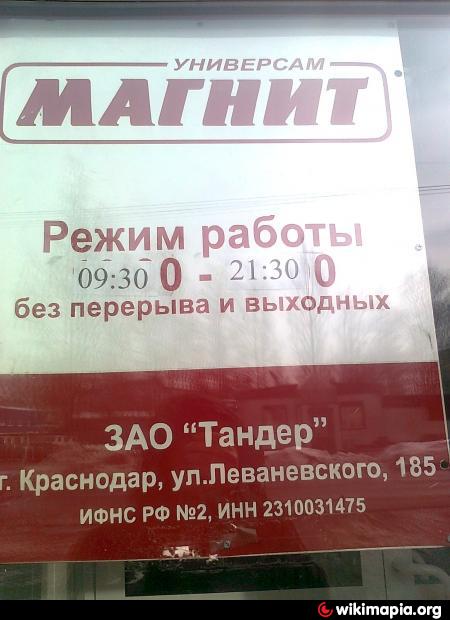 УНИВЕРСАМ
МАГНИТ
Режим работы
09:30 0 - 21:30 0
без перерыва и выходных
ЗАО “Тандер”
г. Краснодар, ул.Леваневского, 185
ИФНС РФ №2, ИНН 2310031475
wikimapia.org